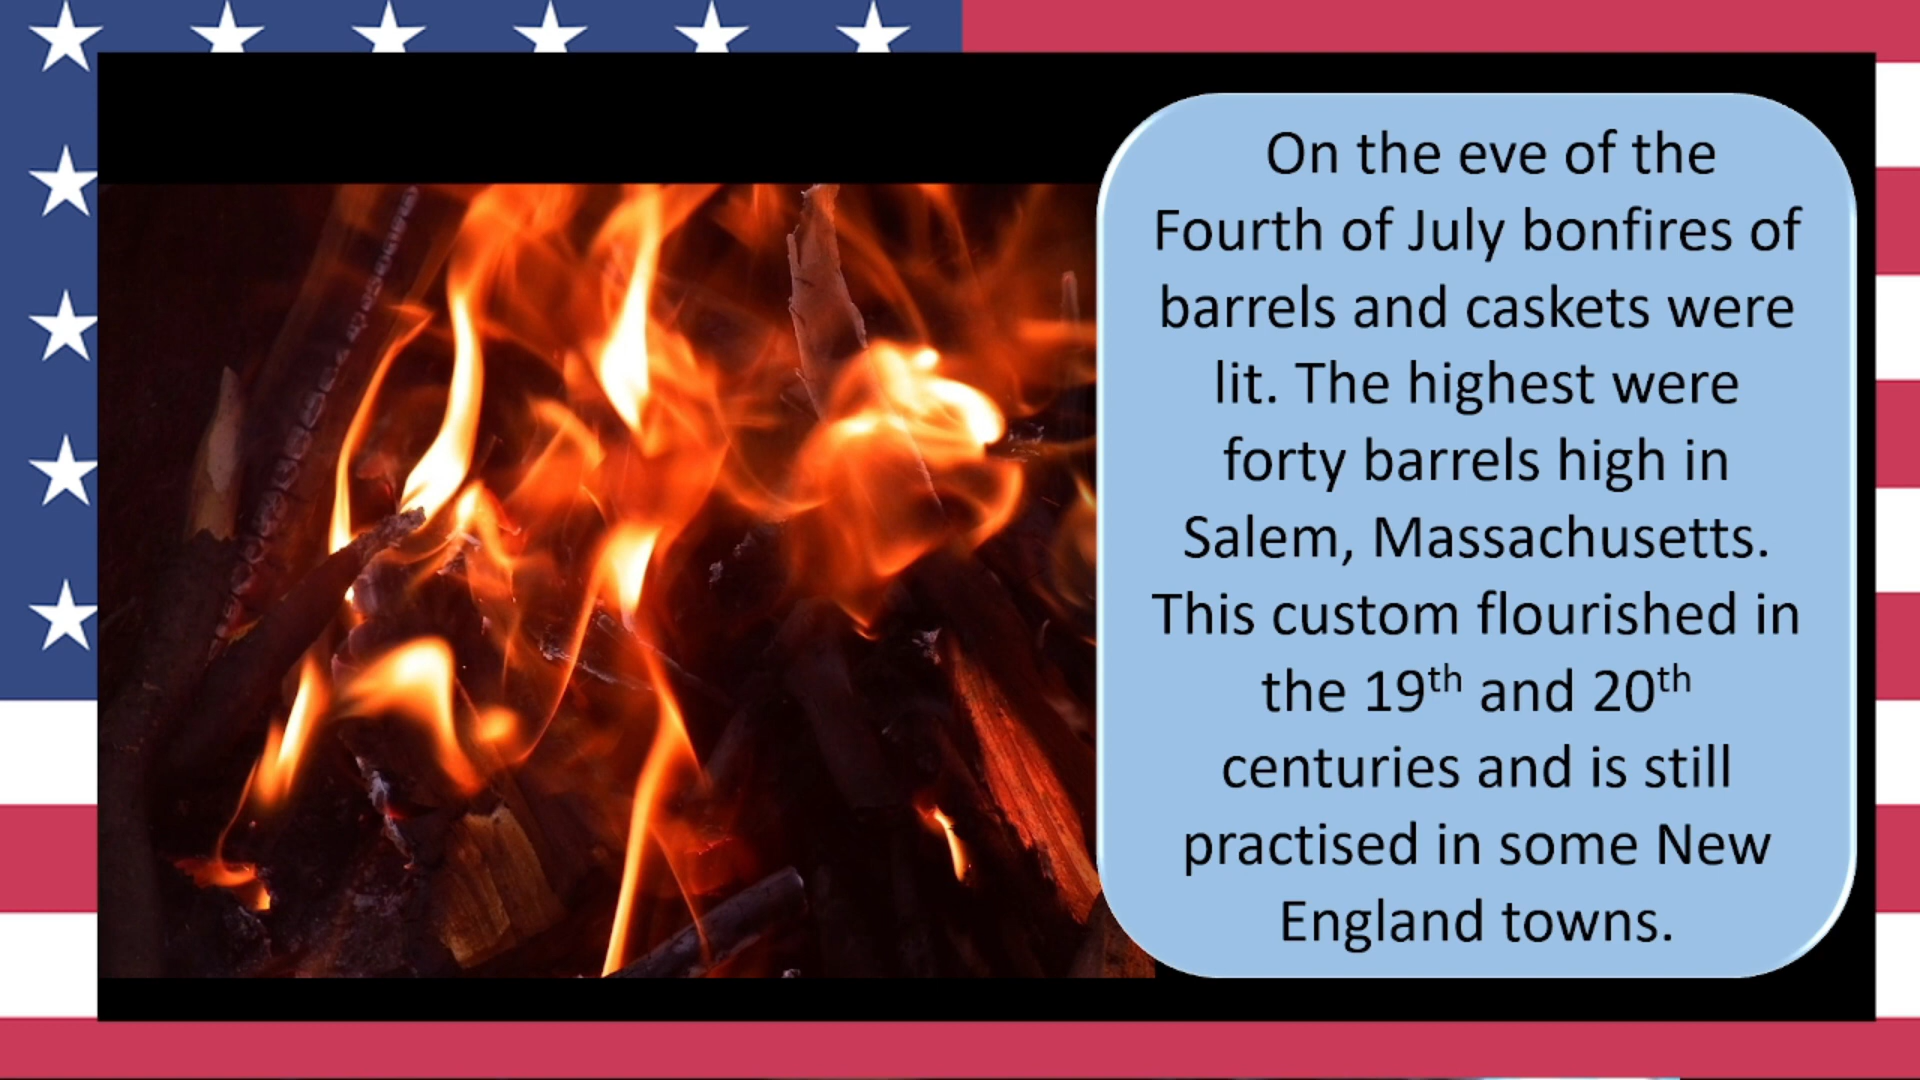 On the eve of the
Fourth of July bonfires of
barrels and caskets were
lit. The highest were
forty barrels high in
Salem, Massachusetts.
This custom flourished in
the 19th and 20th
centuries and is still
practised in some New
England towns.